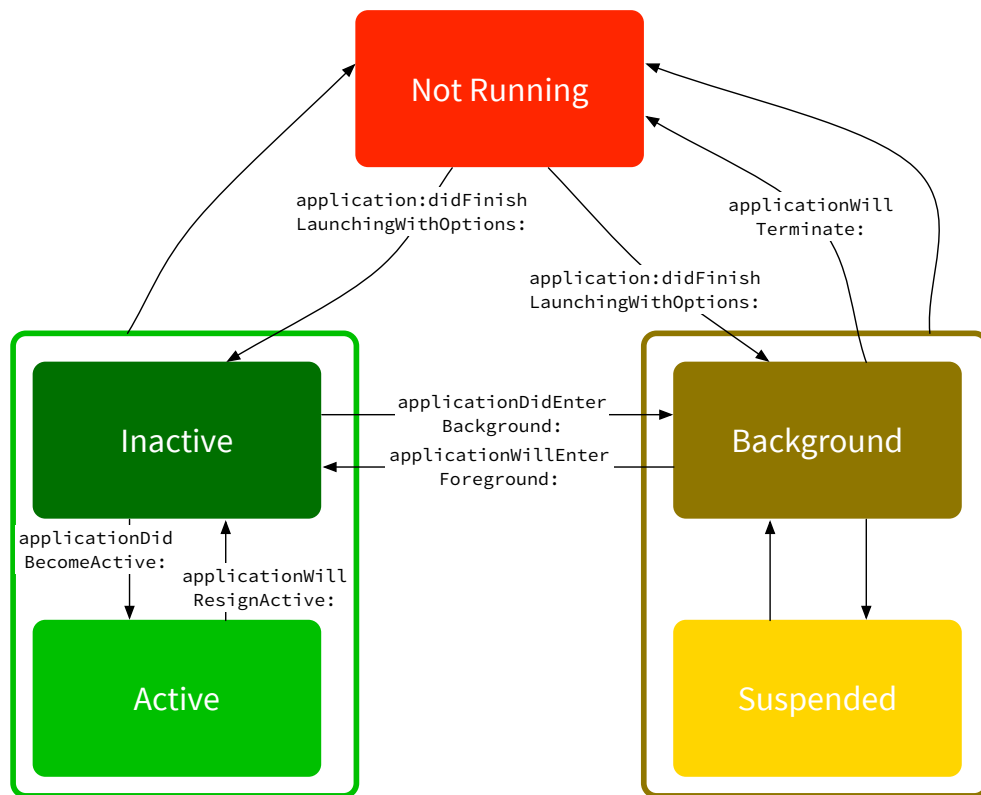 Not Running
application:didFinish
LaunchingWithOptions:
applicationWill
Terminate:
application:didFinish
LaunchingWithOptions:
Inactive
applicationDidEnter
Background:
applicationWillEnter
Foreground:
Background
applicationDid
BecomeActive:
applicationWill
ResignActive:
Active
Suspended